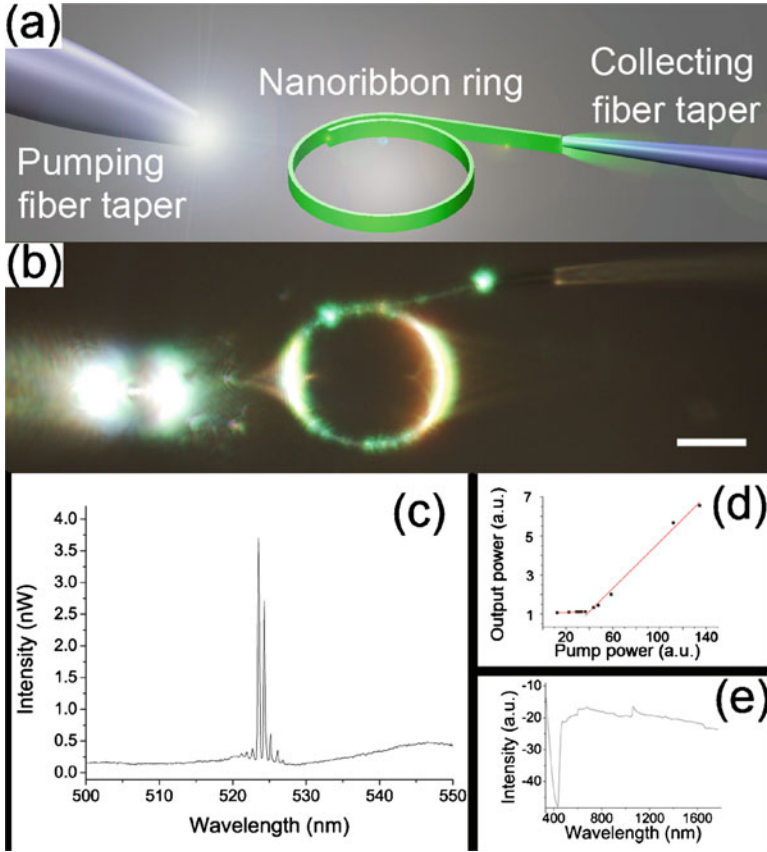 (a)
Nanoribbon ring
Collecting
fiber taper
Pumping
fiber taper
(b)
(c)
4.0
3.5
3.0
2.5
2.0
1.5
1.0
0.5
0.0
Intensity (nW)
500 510 520 530 540 550
Wavelength (nm)
(d)
7
5
3
1
Output power (a.u.)
20 60 100 140
Pump power (a.u.)
(e)
-10
-20
-30
-40
Intensity (a.u.)
400 800 1200 1600
Wavelength (nm)